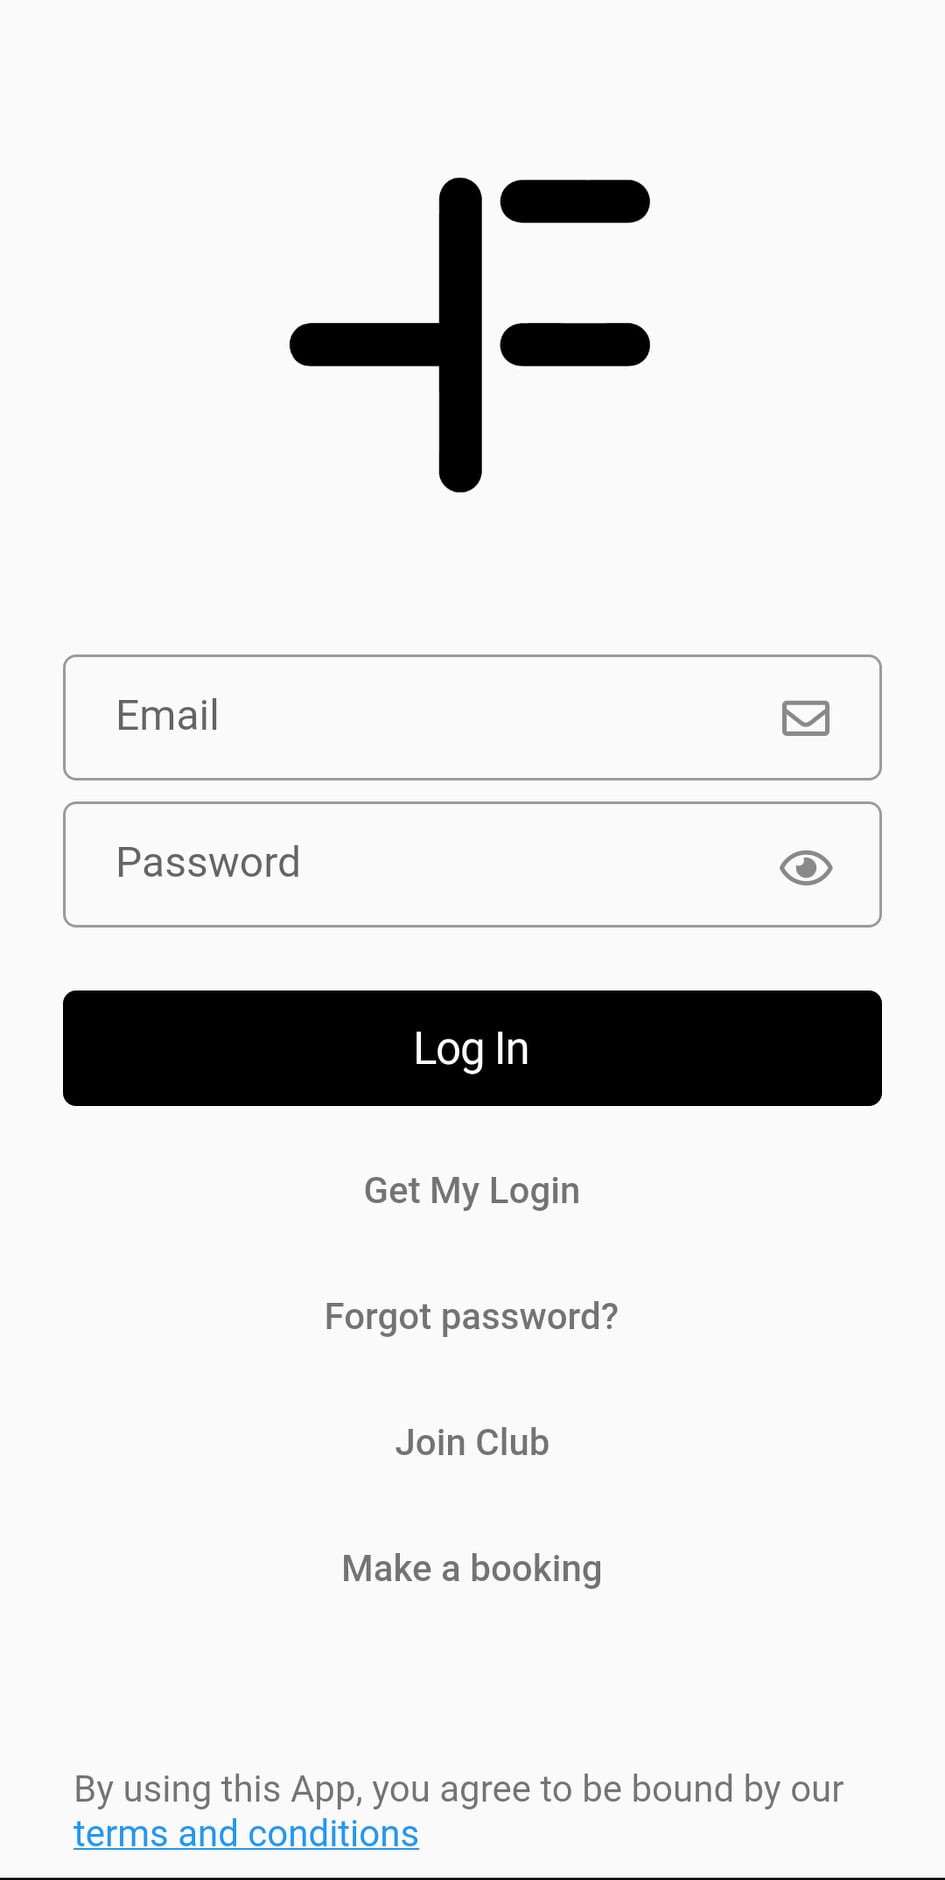 Email
Password
Log In
Get My Login
Forgot password?
Join Club
Make a booking
By using this App, you agree to be bound by our
terms and conditions